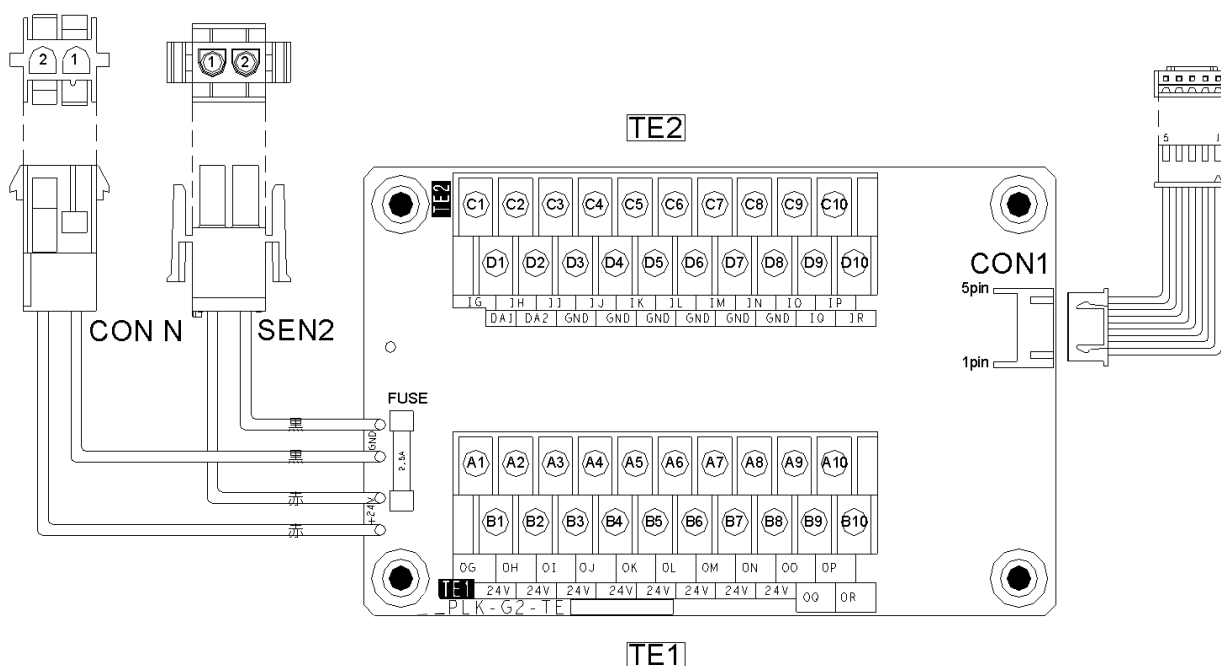 2 1
1 2
TE2
5 1
TE2
C1 C2 C3 C4 C5 C6 C7 C8 C9 C10
D1 D2 D3 D4 D5 D6 D7 D8 D9 D10
IG IH II IJ IK IL IM IN IO IP
DA1 DA2 GND GND GND GND GND GND IQ IR
CON1
5pin
1pin
CON N
SEN2
FUSE
黒
GND
黒
2.5A
赤
+24V
赤
A1 A2 A3 A4 A5 A6 A7 A8 A9 A10
B1 B2 B3 B4 B5 B6 B7 B8 B9 B10
OG OH OI OJ OK OL OM ON OO OP
TE1 24V 24V 24V 24V 24V 24V 24V 24V OQ OR
__PLK-G2-TE
TE1